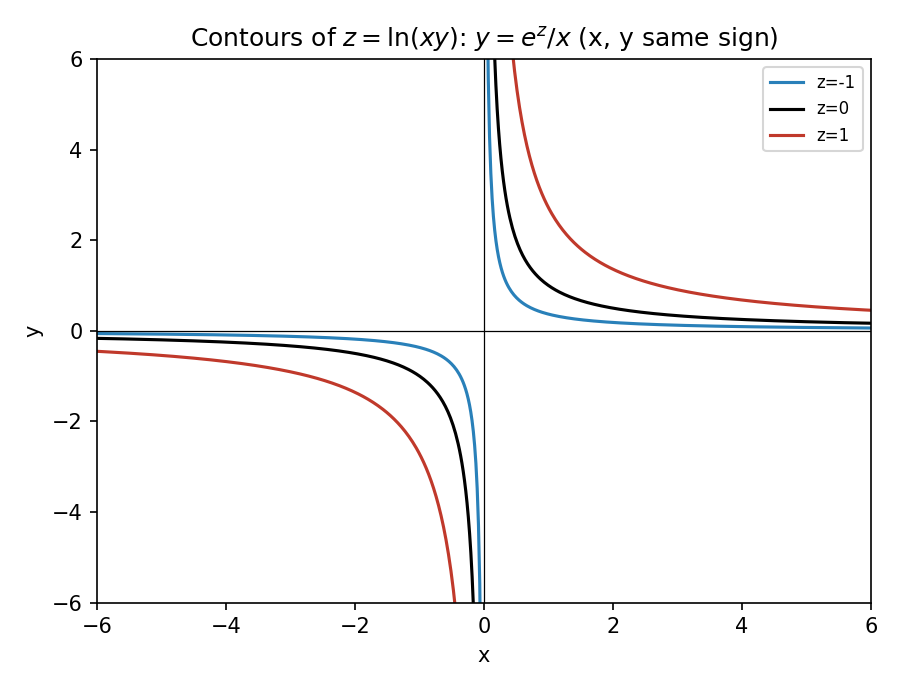 Contours of $z = \ln(xy)$: $y = e^z/x$ (x, y same sign)
z=-1
z=0
z=1
6
4
2
0
−2
−4
−6
y
−6 −4 −2 0 2 4 6
x